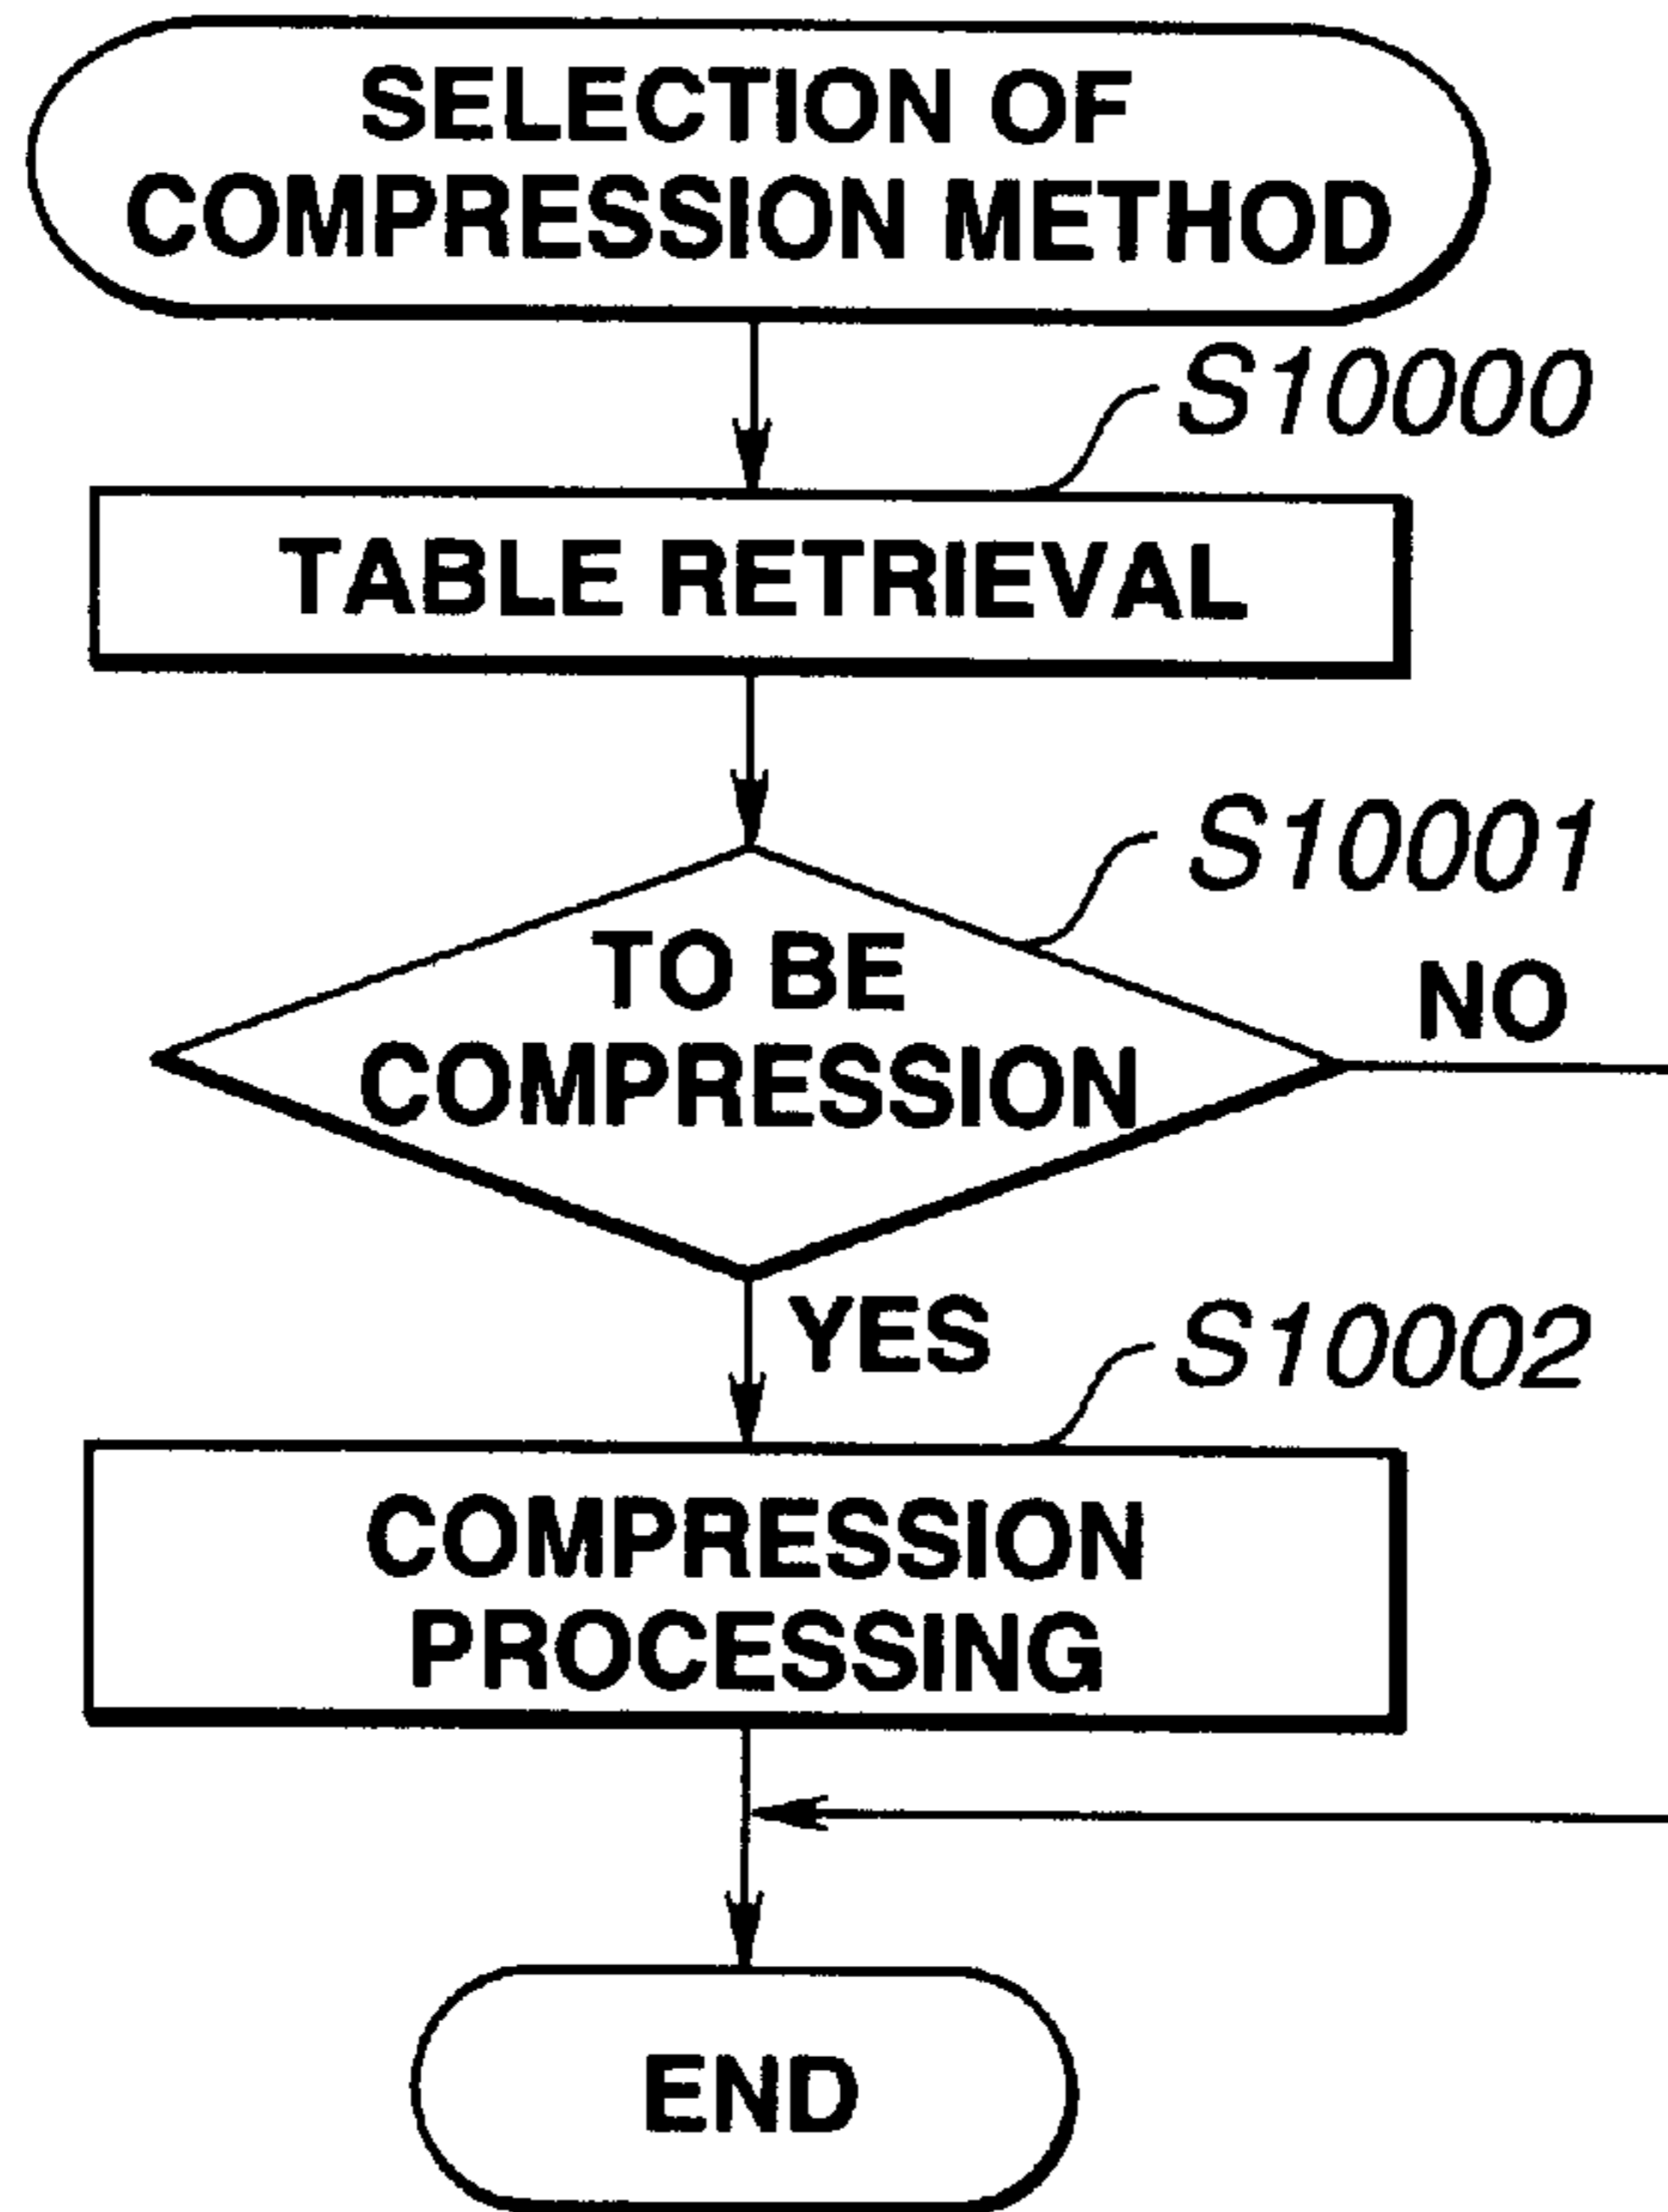 SELECTION OF
COMPRESSION METHOD
S10000
TABLE RETRIEVAL
S10001
TO BE
COMPRESSION
NO
YES
S10002
COMPRESSION
PROCESSING
END